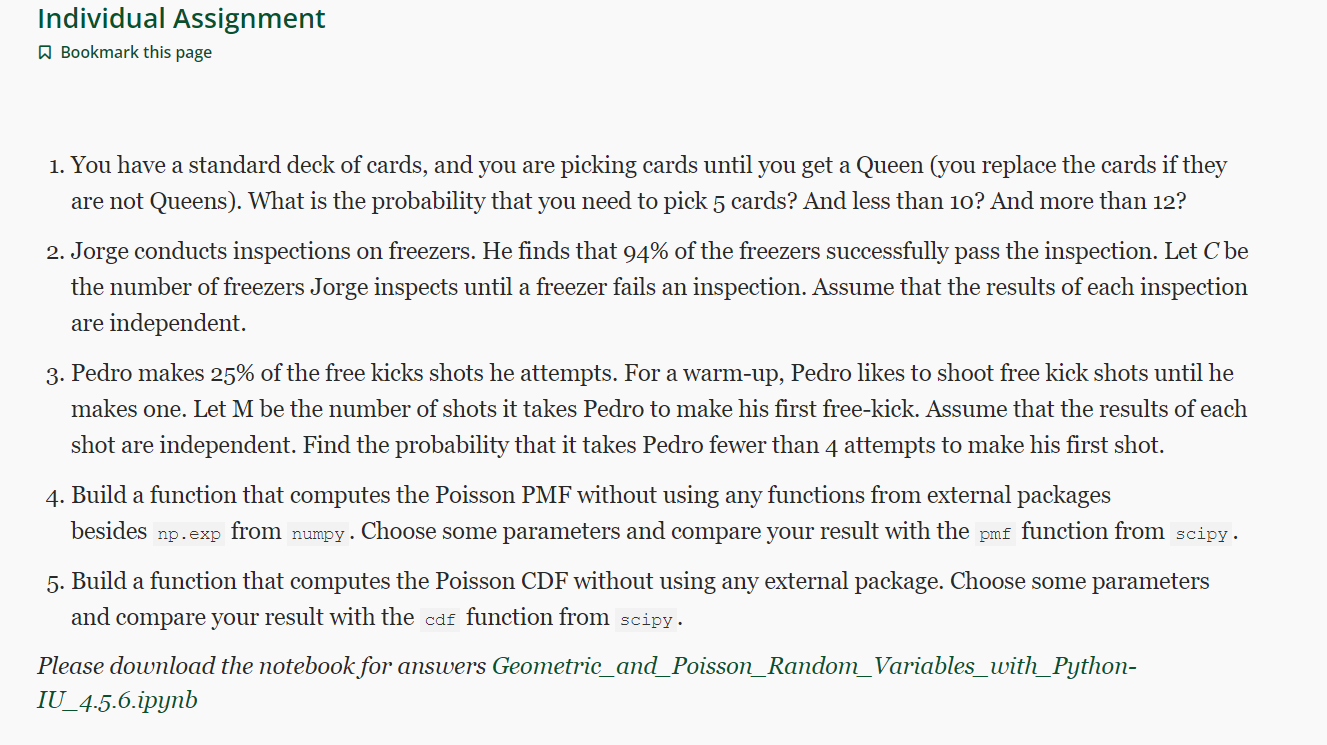 Individual Assignment
Bookmark this page
1. You have a standard deck of cards, and you are picking cards until you get a Queen (you replace the cards if they
are not Queens). What is the probability that you need to pick 5 cards? And less than 10? And more than 12?
2. Jorge conducts inspections on freezers. He finds that 94% of the freezers successfully pass the inspection. Let C be
the number of freezers Jorge inspects until a freezer fails an inspection. Assume that the results of each inspection
are independent.
3. Pedro makes 25% of the free kicks shots he attempts. For a warm-up, Pedro likes to shoot free kick shots until he
makes one. Let M be the number of shots it takes Pedro to make his first free-kick. Assume that the results of each
shot are independent. Find the probability that it takes Pedro fewer than 4 attempts to make his first shot.
4. Build a function that computes the Poisson PMF without using any functions from external packages
besides np.exp from numpy. Choose some parameters and compare your result with the pmf function from scipy.
5. Build a function that computes the Poisson CDF without using any external package. Choose some parameters
and compare your result with the cdf function from scipy.
Please download the notebook for answers Geometric_and_Poisson_Random_Variables_with_Python-
IU_4.5.6.ipynb